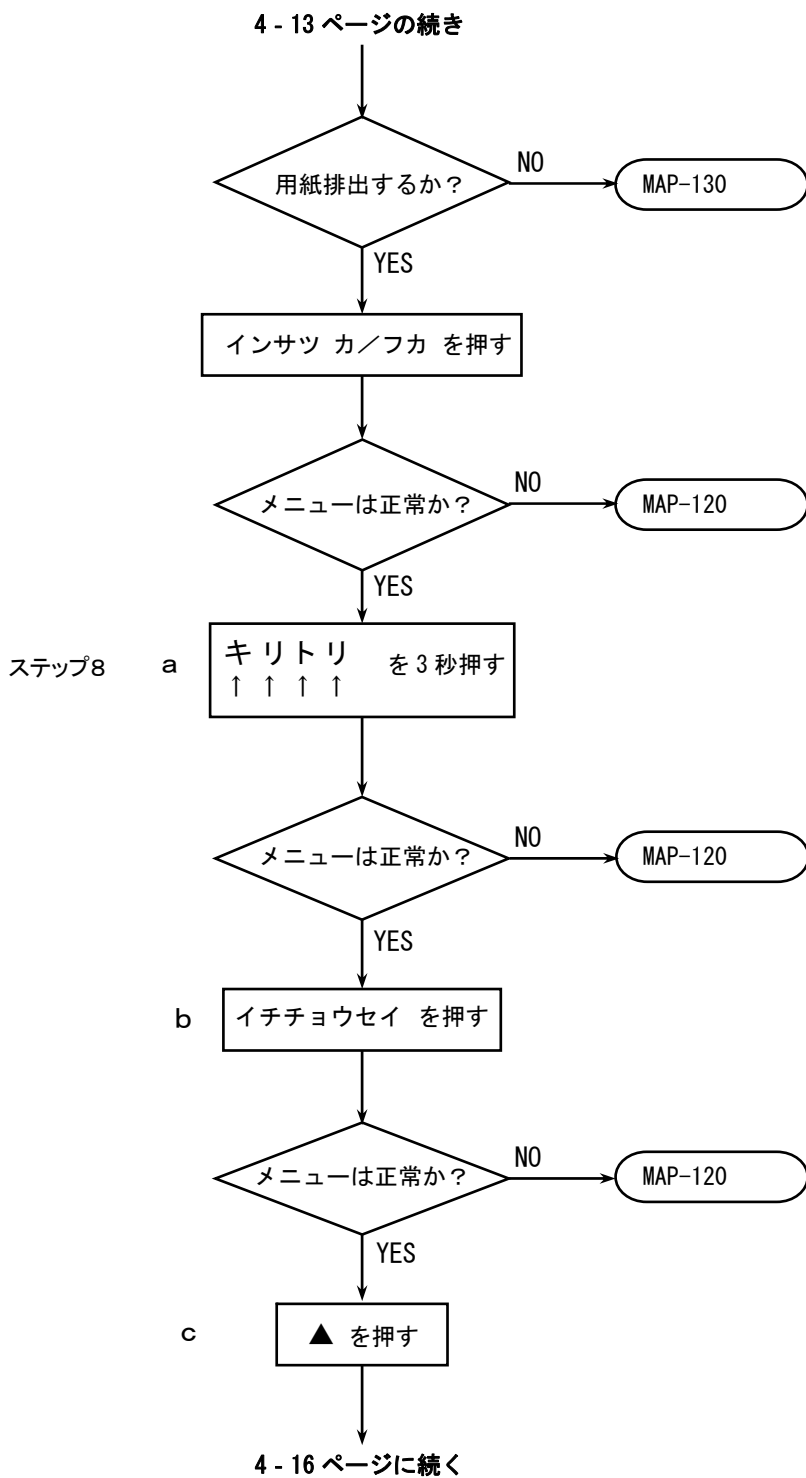 4 - 13 ページの続き
用紙排出するか？
NO
MAP-130
YES
インサツ カ／フカ を押す
メニューは正常か？
NO
MAP-120
YES
ステップ8
a
キリトリ を3秒押す
↑ ↑ ↑ ↑
メニューは正常か？
NO
MAP-120
YES
b
イチチョウセイ を押す
メニューは正常か？
NO
MAP-120
YES
c
▲ を押す
4 - 16 ページに続く